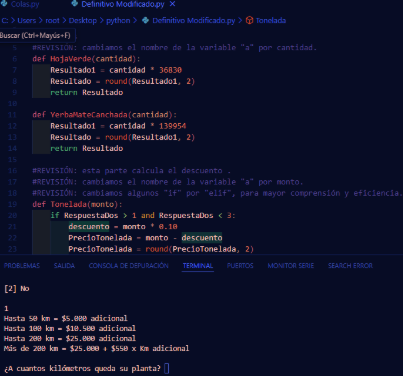 Colas.py Definitivo Modificado.py ×
C: > Users > root > Desktop > python > Definitivo Modificado.py > Tonelada
Buscar (Ctrl+Mayús+F)
5 #REVISIÓN: cambiamos el nombre de la variable "a" por cantidad.
6 def HojaVerde(cantidad):
7 Resultado1 = cantidad * 36830
8 Resultado = round(Resultado1, 2)
9 return Resultado
10
11 def YerbaMateCanchada(cantidad):
12 Resultado1 = cantidad * 139954
13 Resultado = round(Resultado1, 2)
14 return Resultado
15
16 #REVISIÓN: esta parte calcula el descuento .
17 #REVISIÓN: cambiamos el nombre de la variable "a" por monto.
18 #REVISIÓN: cambiamos algunos "if" por "elif", para mayor comprensión y eficiencia.
19 def Tonelada(monto):
20 if RespuestaDos > 1 and RespuestaDos < 3:
21 descuento = monto * 0.10
22 PrecioTonelada = monto - descuento
23 PrecioTonelada = round(PrecioTonelada, 2)
PROBLEMAS SALIDA CONSOLA DE DEPURACIÓN TERMINAL PUERTOS MONITOR SERIE SEARCH ERROR
[2] No
1
Hasta 50 km = $5.000 adicional
Hasta 100 km = $10.500 adicional
Hasta 200 km = $25.000 adicional
Más de 200 km = $25.000 + $550 x Km adicional
¿A cuantos kilómetros queda su planta?